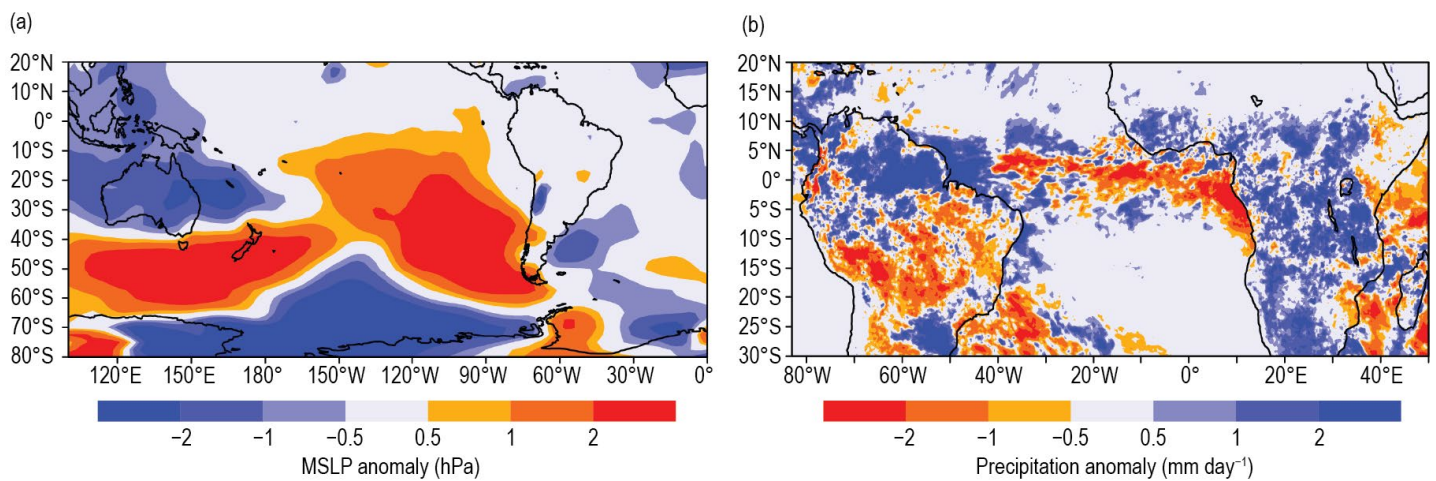 (a)
(b)
20°N
10°N
0°
10°S
20°S
30°S
40°S
50°S
60°S
70°S
80°S
120°E 150°E 180 150°W 120°W 90°W 60°W 30°W 0°
−2 −1 −0.5 0.5 1 2
MSLP anomaly (hPa)
20°N
15°N
10°N
5°N
0°
5°S
10°S
15°S
20°S
25°S
30°S
80°W 60°W 40°W 20°W 0° 20°E 40°E
−2 −1 −0.5 0.5 1 2
Precipitation anomaly (mm day⁻¹)